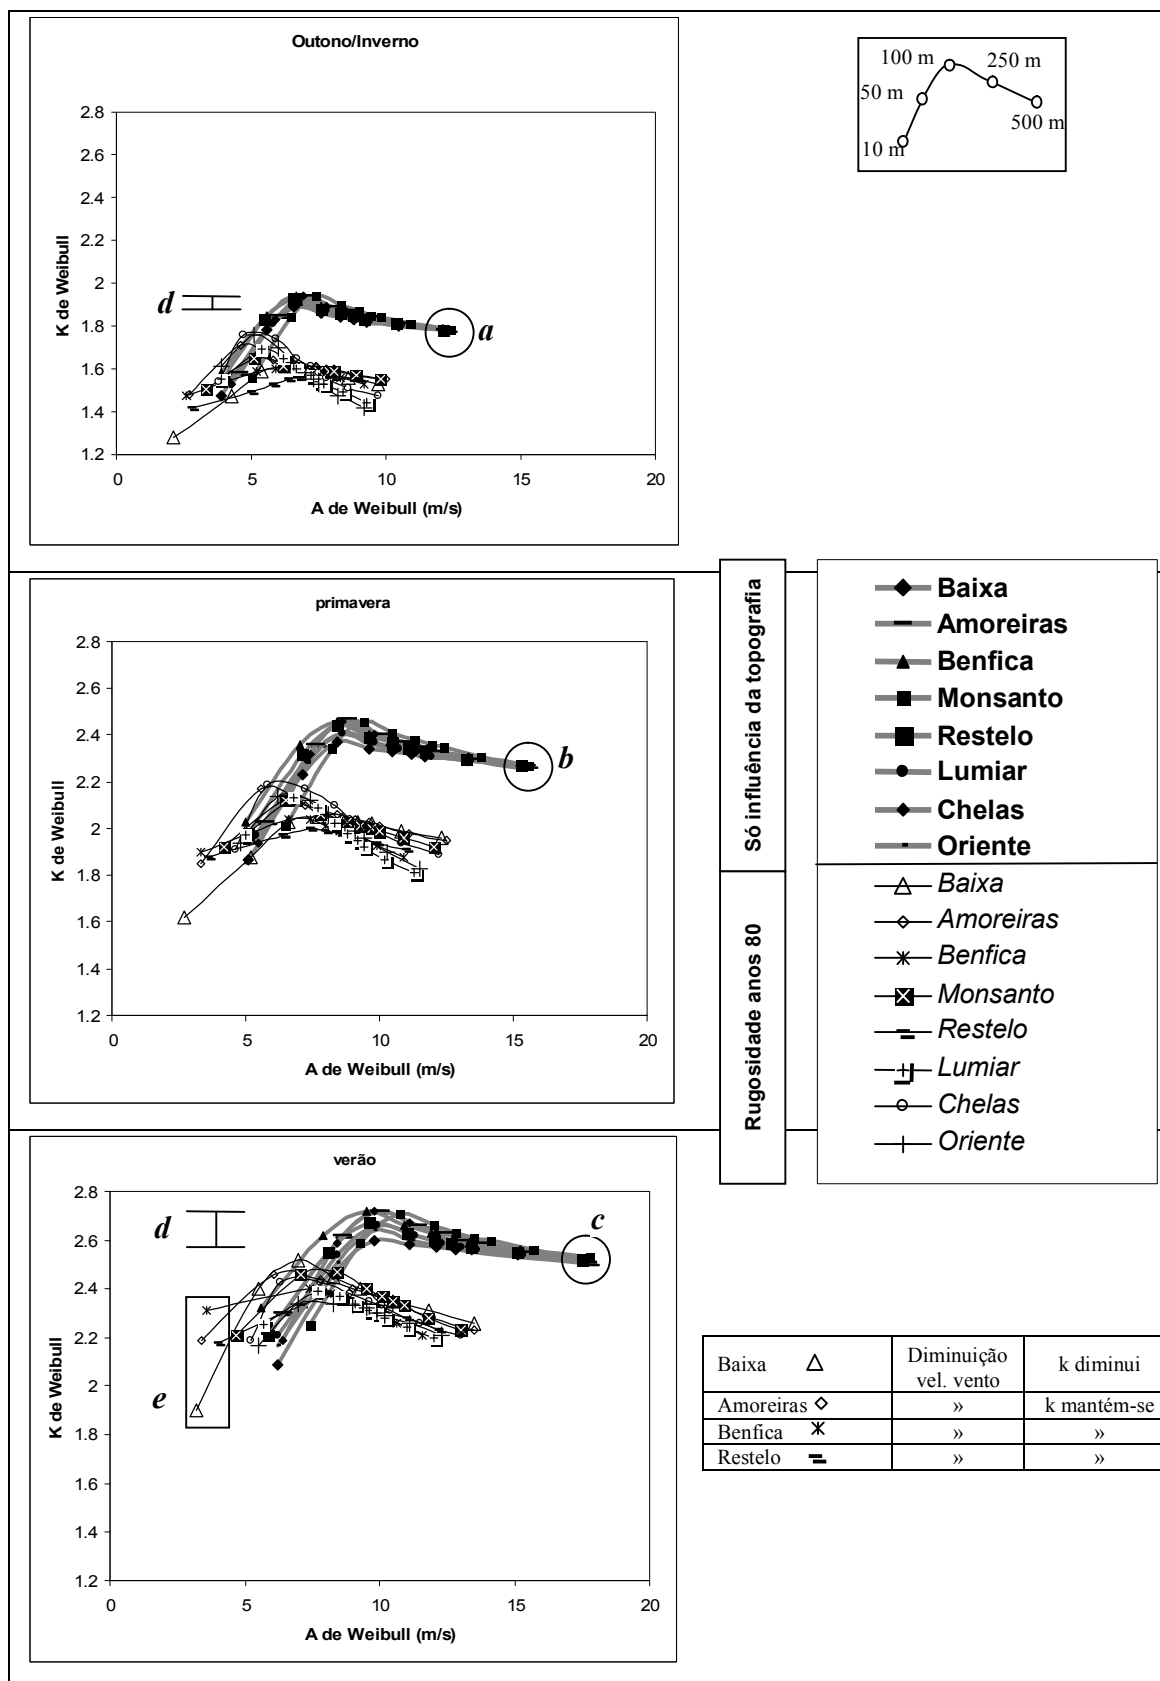 Outono/Inverno
2.8
2.6
2.4
2.2
2
1.8
1.6
1.4
1.2
K de Weibull
d
a
0 5 10 15 20
A de Weibull (m/s)
100 m 250 m
50 m
500 m
10 m
primavera
2.8
2.6
2.4
2.2
2
1.8
1.6
1.4
1.2
K de Weibull
b
0 5 10 15 20
A de Weibull (m/s)
Só influência da topografia
Baixa
Amoreiras
Benfica
Monsanto
Restelo
Lumiar
Chelas
Oriente
Rugosidade anos 80
Baixa
Amoreiras
Benfica
Monsanto
Restelo
Lumiar
Chelas
Oriente
verão
2.8
2.6
2.4
2.2
2
1.8
1.6
1.4
1.2
K de Weibull
d
c
e
0 5 10 15 20
A de Weibull (m/s)
Baixa Diminuição vel. vento k diminui
Amoreiras » k mantém-se
Benfica » »
Restelo » »